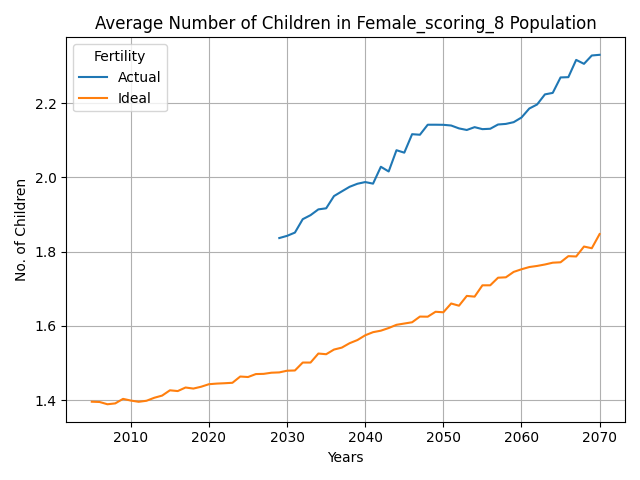 Average Number of Children in Female_scoring_8 Population
Fertility
Actual
Ideal
No. of Children
2.2
2.0
1.8
1.6
1.4
2010 2020 2030 2040 2050 2060 2070
Years